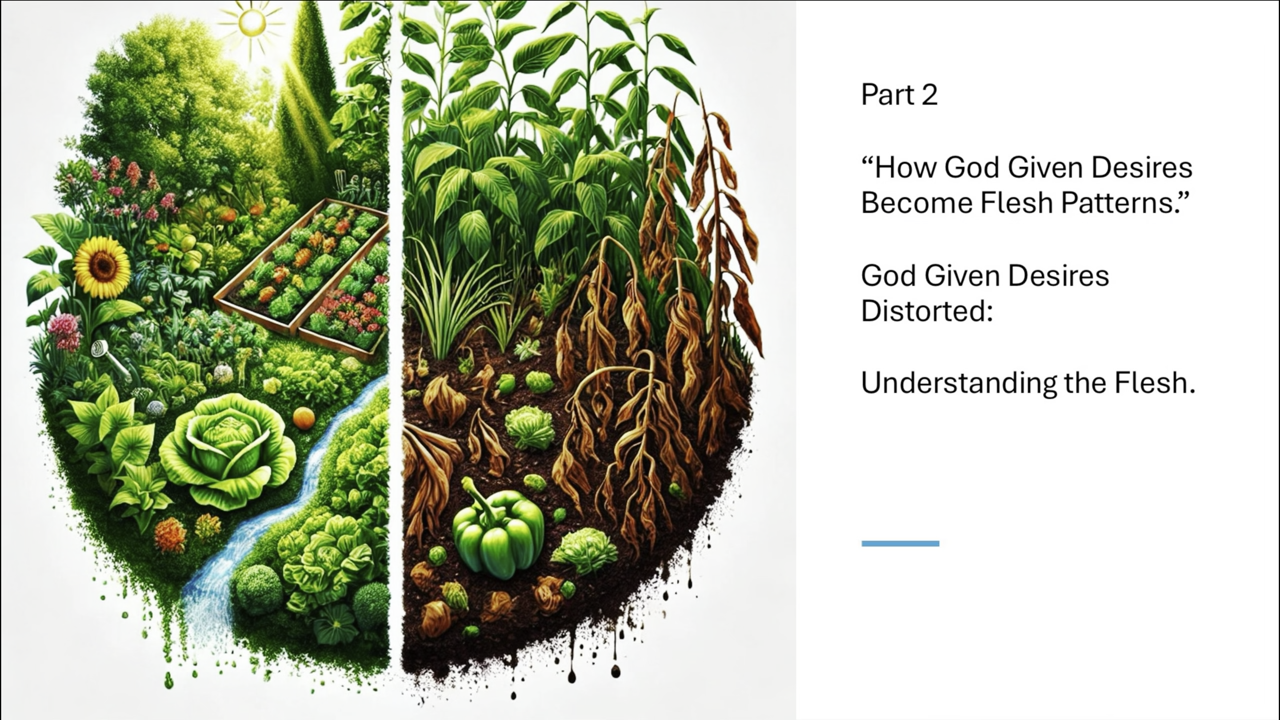 Part 2
“How God Given Desires
Become Flesh Patterns.”
God Given Desires
Distorted:
Understanding the Flesh.